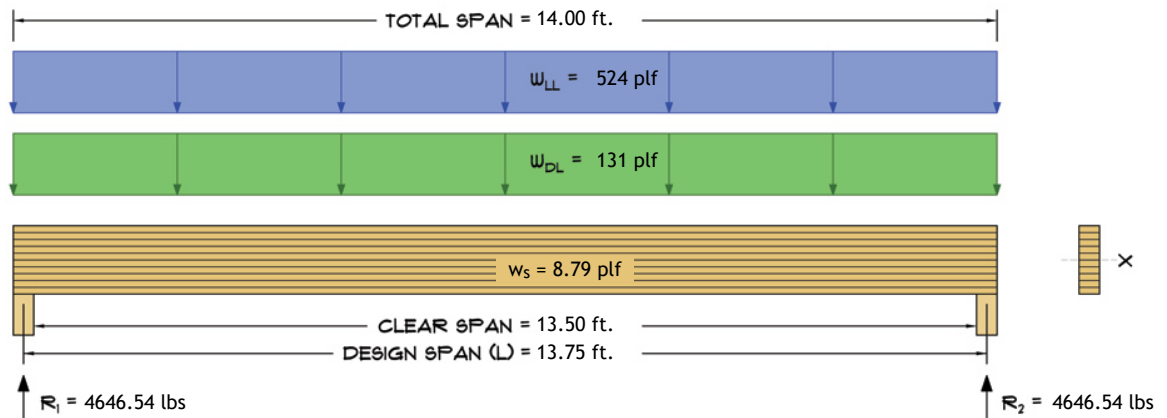 TOTAL SPAN = 14.00 ft.
wLL = 524 plf
wDL = 131 plf
ws = 8.79 plf
X
CLEAR SPAN = 13.50 ft.
DESIGN SPAN (L) = 13.75 ft.
R1 = 4646.54 lbs
R2 = 4646.54 lbs